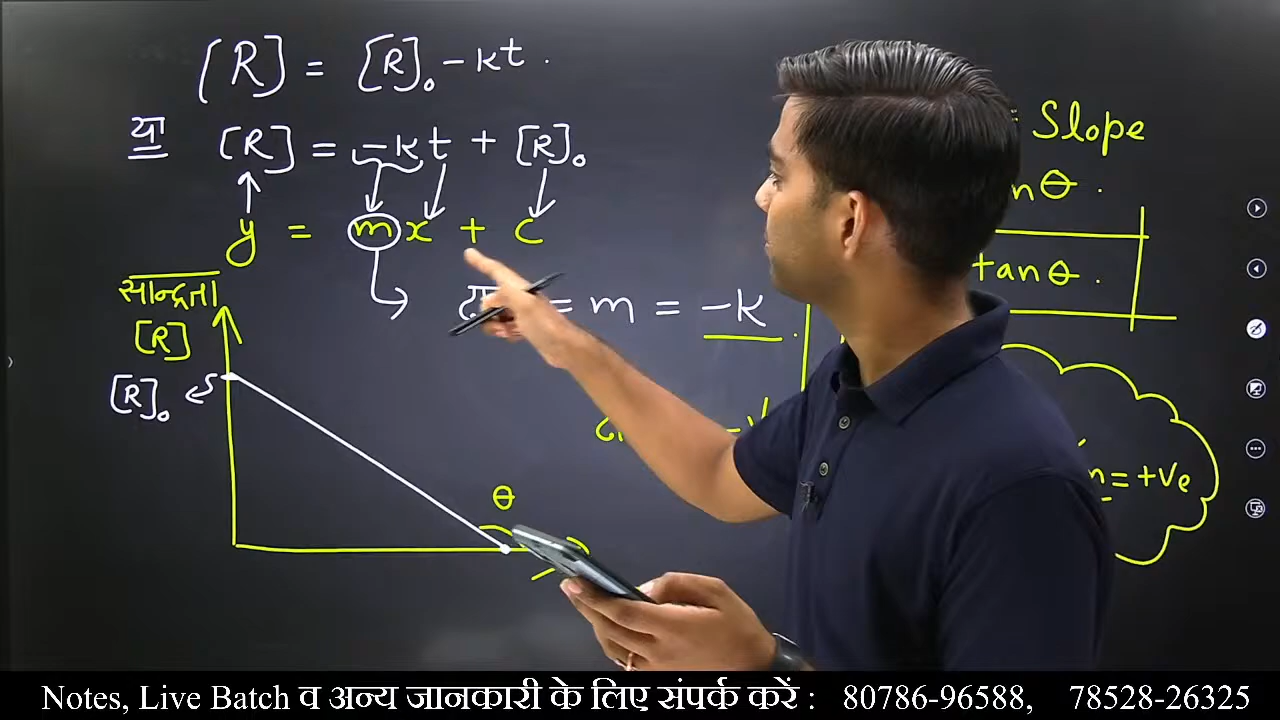 [R] = [R]₀ - kt .
या [R] = -kt + [R]₀
y = mx + c
= m = -k
सान्द्रता
[R]
[R]₀
θ
= Slope
tanθ .
= +ve
Notes, Live Batch व अन्य जानकारी के लिए संपर्क करें : 80786-96588, 78528-26325